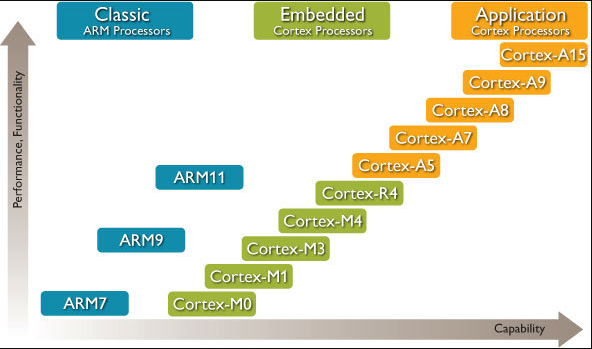 Classic
ARM Processors
Embedded
Cortex Processors
Application
Cortex Processors
Cortex-A15
Cortex-A9
Cortex-A8
Cortex-A7
Cortex-A5
ARM11
Cortex-R4
Cortex-M4
ARM9
Cortex-M3
Cortex-M1
ARM7
Cortex-M0
Performance, Functionality
Capability